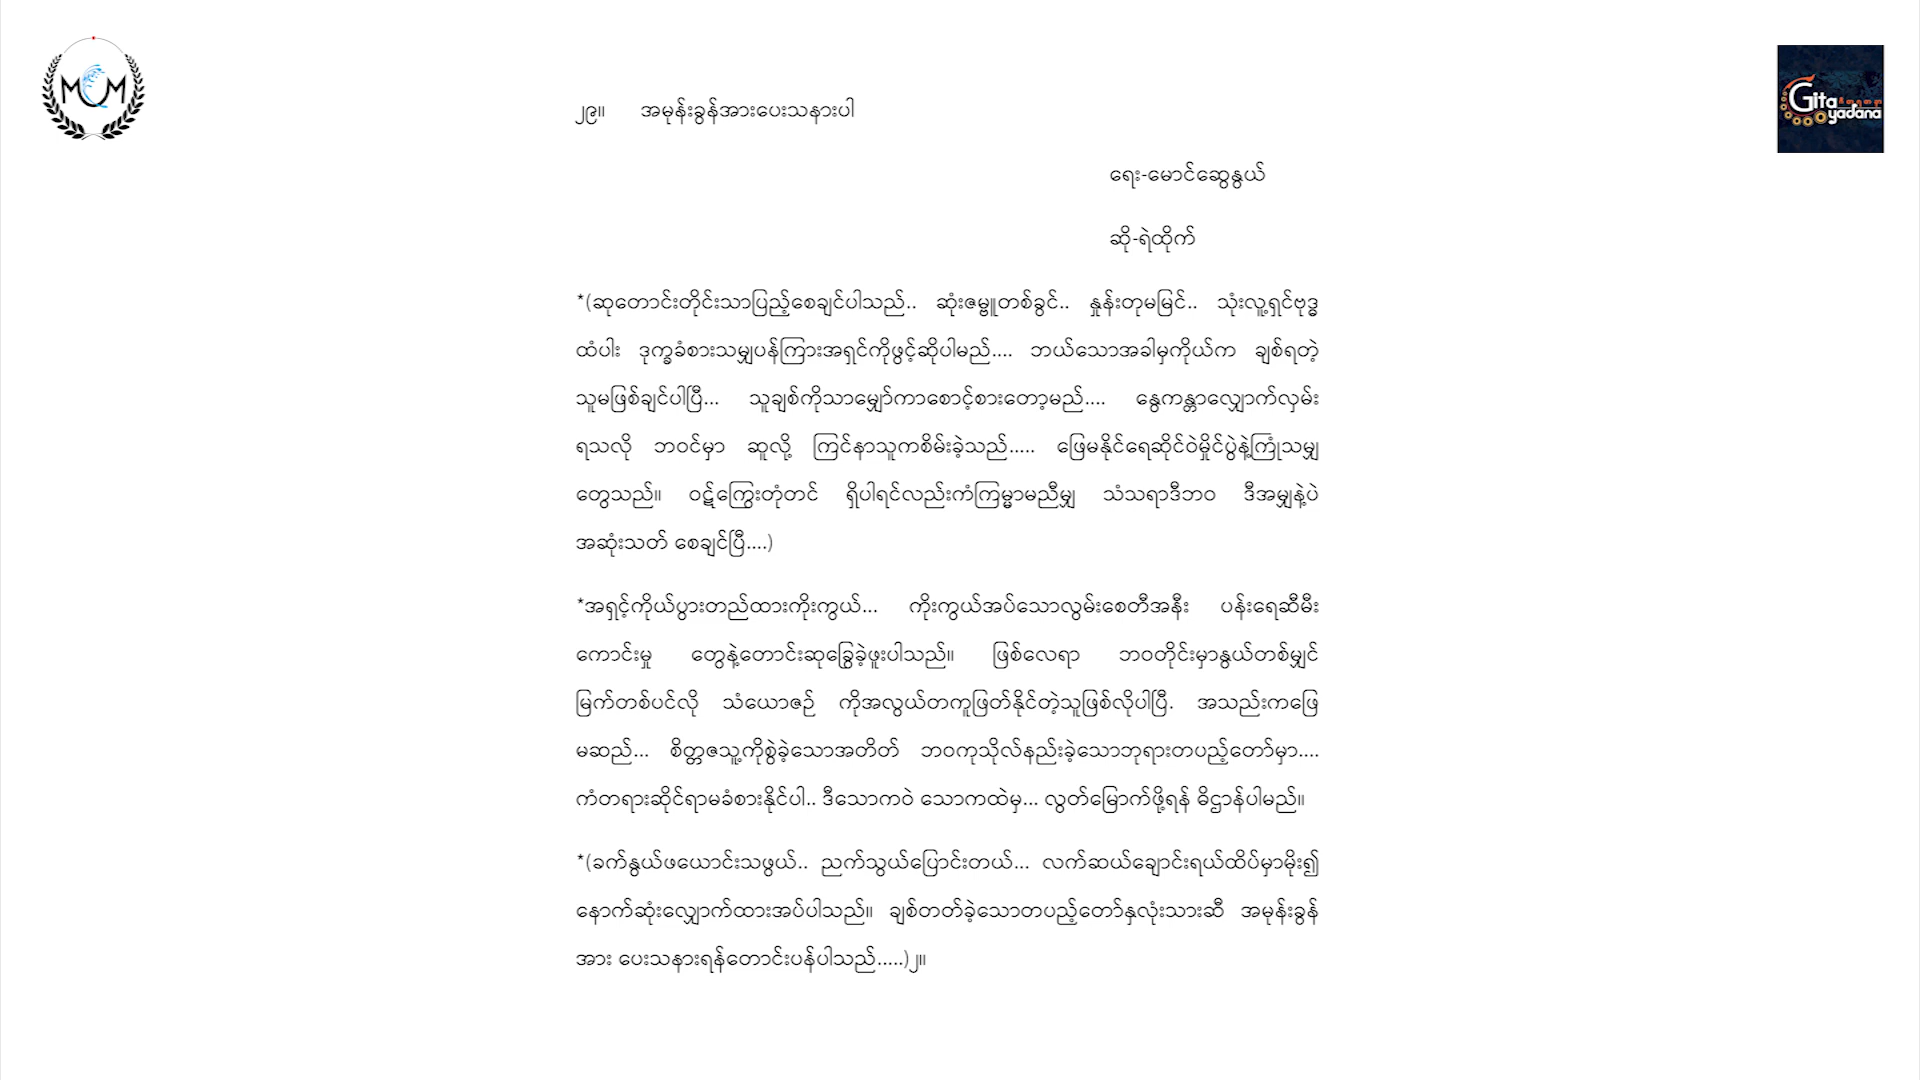 MUM
Gita
ဂီတရတနာ
yadana
၂၉။ အမုန်းခွန်အားပေးသနားပါ
ရေး-မောင်ဆွေနွယ်
ဆို-ရဲထိုက်
*(ဆုတောင်းတိုင်းသာပြည့်စေချင်ပါသည်.. ဆုံးဇမ္ဗူတစ်ခွင်.. နှုန်းတုမမြင်.. သုံးလူ့ရှင်ဗုဒ္ဓ
ထံပါး ဒုက္ခခံစားသမျှပန်ကြားအရှင်ကိုဖွင့်ဆိုပါမည်.... ဘယ်သောအခါမှကိုယ်က ချစ်ရတဲ့
သူမဖြစ်ချင်ပါပြီ... သူချစ်ကိုသာမျှော်ကာစောင့်စားတော့မည်.... နွေကန္တာလျှောက်လှမ်း
ရသလို ဘဝင်မှာ ဆူလို့ ကြင်နာသူကစိမ်းခဲ့သည်..... ဖြေမနိုင်ရေဆိုင်ဝဲမှိုင်ပွဲနဲ့ကြုံသမျှ
တွေသည်။ ဝဋ်ကြွေးတုံတင် ရှိပါရင်လည်းကံကြမ္မာမညီမျှ သံသရာဒီဘဝ ဒီအမျှနဲ့ပဲ
အဆုံးသတ် စေချင်ပြီ....)
*အရှင့်ကိုယ်ပွားတည်ထားကိုးကွယ်... ကိုးကွယ်အပ်သောလွမ်းစေတီအနီး ပန်းရေဆီမီး
ကောင်းမှု တွေနဲ့တောင်းဆုခြွေခဲ့ဖူးပါသည်။ ဖြစ်လေရာ ဘဝတိုင်းမှာနွယ်တစ်မျှင်
မြက်တစ်ပင်လို သံယောဇဉ် ကိုအလွယ်တကူဖြတ်နိုင်တဲ့သူဖြစ်လိုပါပြီ. အသည်းကဖြေ
မဆည်... စိတ္တဇသူ့ကိုစွဲခဲ့သောအတိတ် ဘဝကုသိုလ်နည်းခဲ့သောဘုရားတပည့်တော်မှာ....
ကံတရားဆိုင်ရာမခံစားနိုင်ပါ.. ဒီသောကဝဲ သောကထဲမှ... လွတ်မြောက်ဖို့ရန် ဓိဌာန်ပါမည်။
*(ခက်နွယ်ဖယောင်းသဖွယ်.. ညက်သွယ်ပြောင်းတယ်... လက်ဆယ်ချောင်းရယ်ထိပ်မှာမိုး၍
နောက်ဆုံးလျှောက်ထားအပ်ပါသည်။ ချစ်တတ်ခဲ့သောတပည့်တော်နှလုံးသားဆီ အမုန်းခွန်
အား ပေးသနားရန်တောင်းပန်ပါသည်.....)၂။